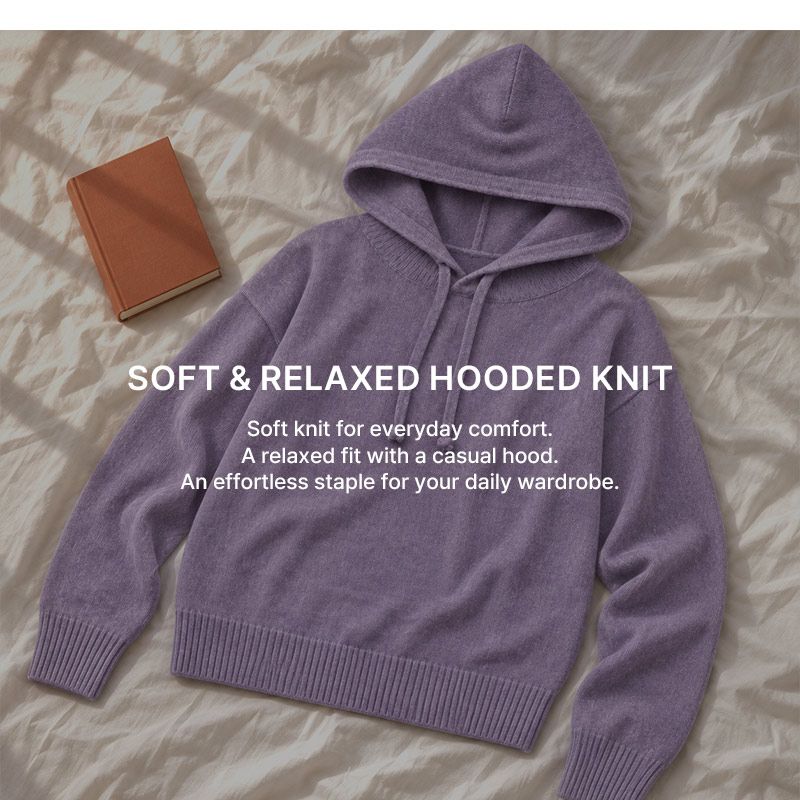 SOFT & RELAXED HOODED KNIT
Soft knit for everyday comfort.
A relaxed fit with a casual hood.
An effortless staple for your daily wardrobe.